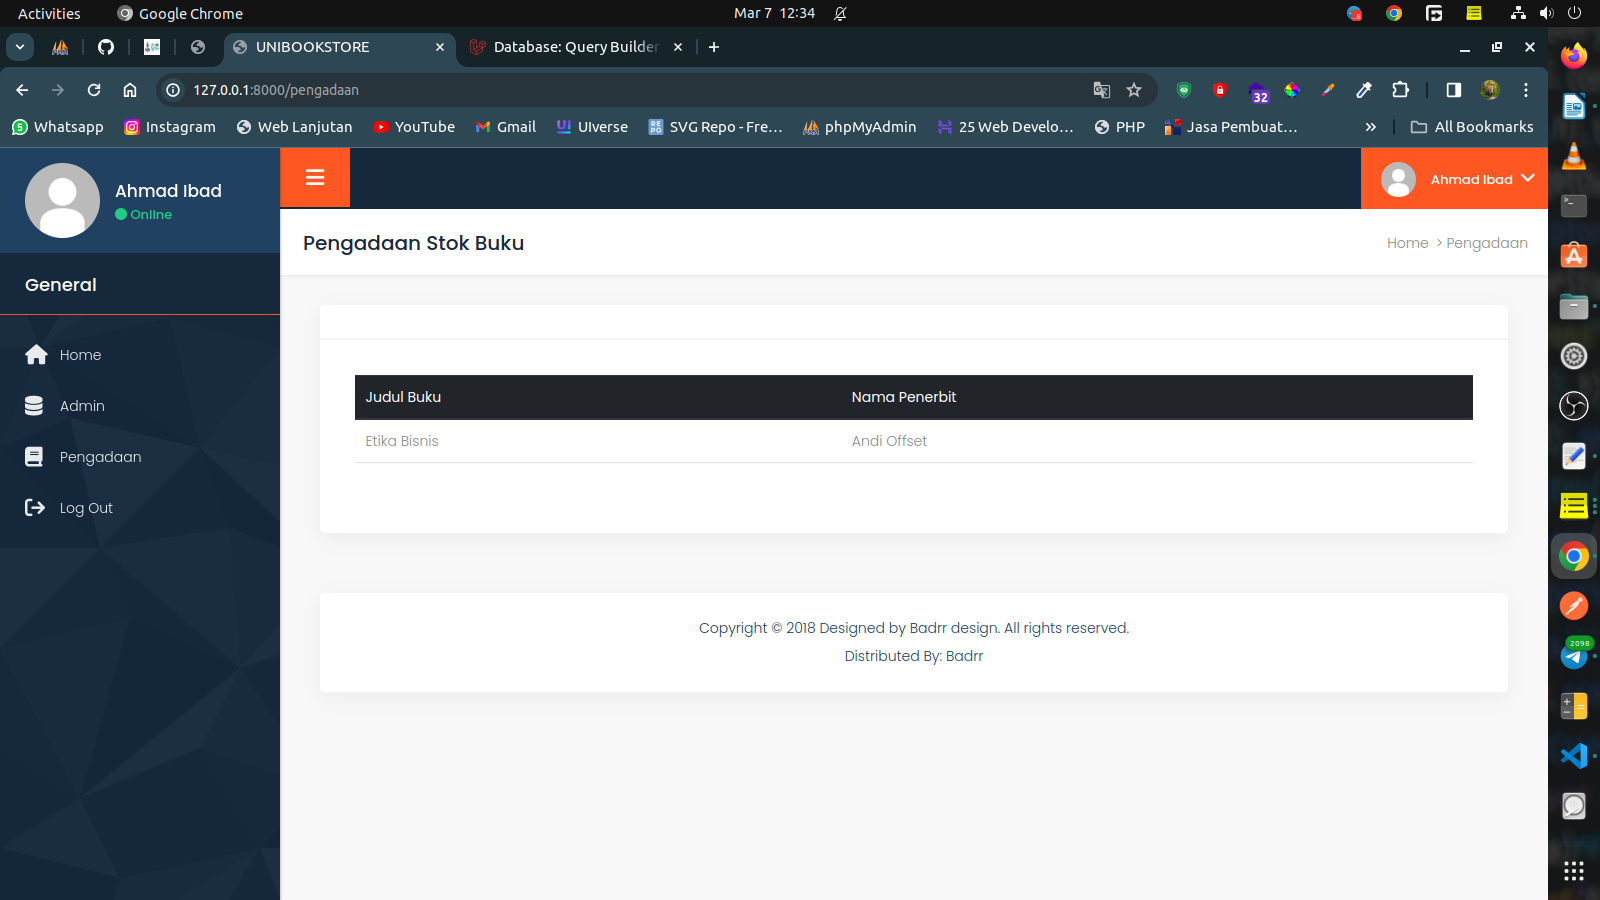 Activities
Google Chrome
Mar 7 12:34
UNIBOOKSTORE
Database: Query Builder
127.0.0.1:8000/pengadaan
32
Whatsapp
Instagram
Web Lanjutan
YouTube
Gmail
UIverse
SVG Repo - Fre...
phpMyAdmin
25 Web Develo...
PHP
Jasa Pembuat...
All Bookmarks
Ahmad Ibad
Online
Ahmad Ibad
Pengadaan Stok Buku
Home > Pengadaan
General
Home
Admin
Pengadaan
Log Out
Judul Buku
Nama Penerbit
Etika Bisnis
Andi Offset
Copyright © 2018 Designed by Badrr design. All rights reserved.
Distributed By: Badrr
2098